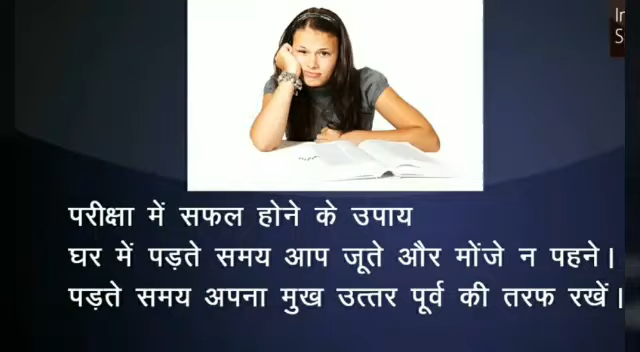 परीक्षा में सफल होने के उपाय
घर में पड़ते समय आप जूते और मोंजे न पहने।
पड़ते समय अपना मुख उत्तर पूर्व की तरफ रखें।